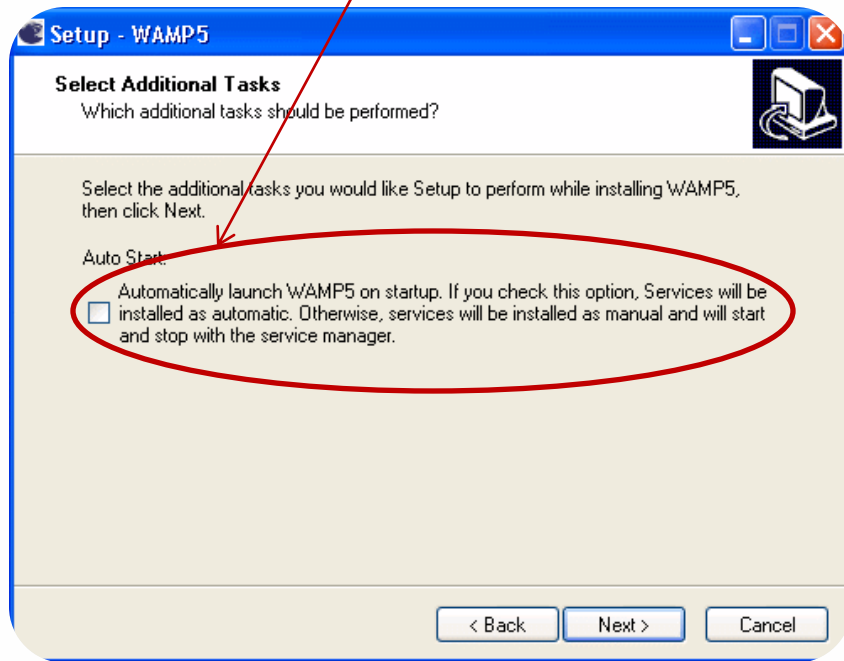 Setup - WAMP5
Select Additional Tasks
Which additional tasks should be performed?
Select the additional tasks you would like Setup to perform while installing WAMP5,
then click Next.
Auto Start:
Automatically launch WAMP5 on startup. If you check this option, Services will be
installed as automatic. Otherwise, services will be installed as manual and will start
and stop with the service manager.
< Back Next > Cancel